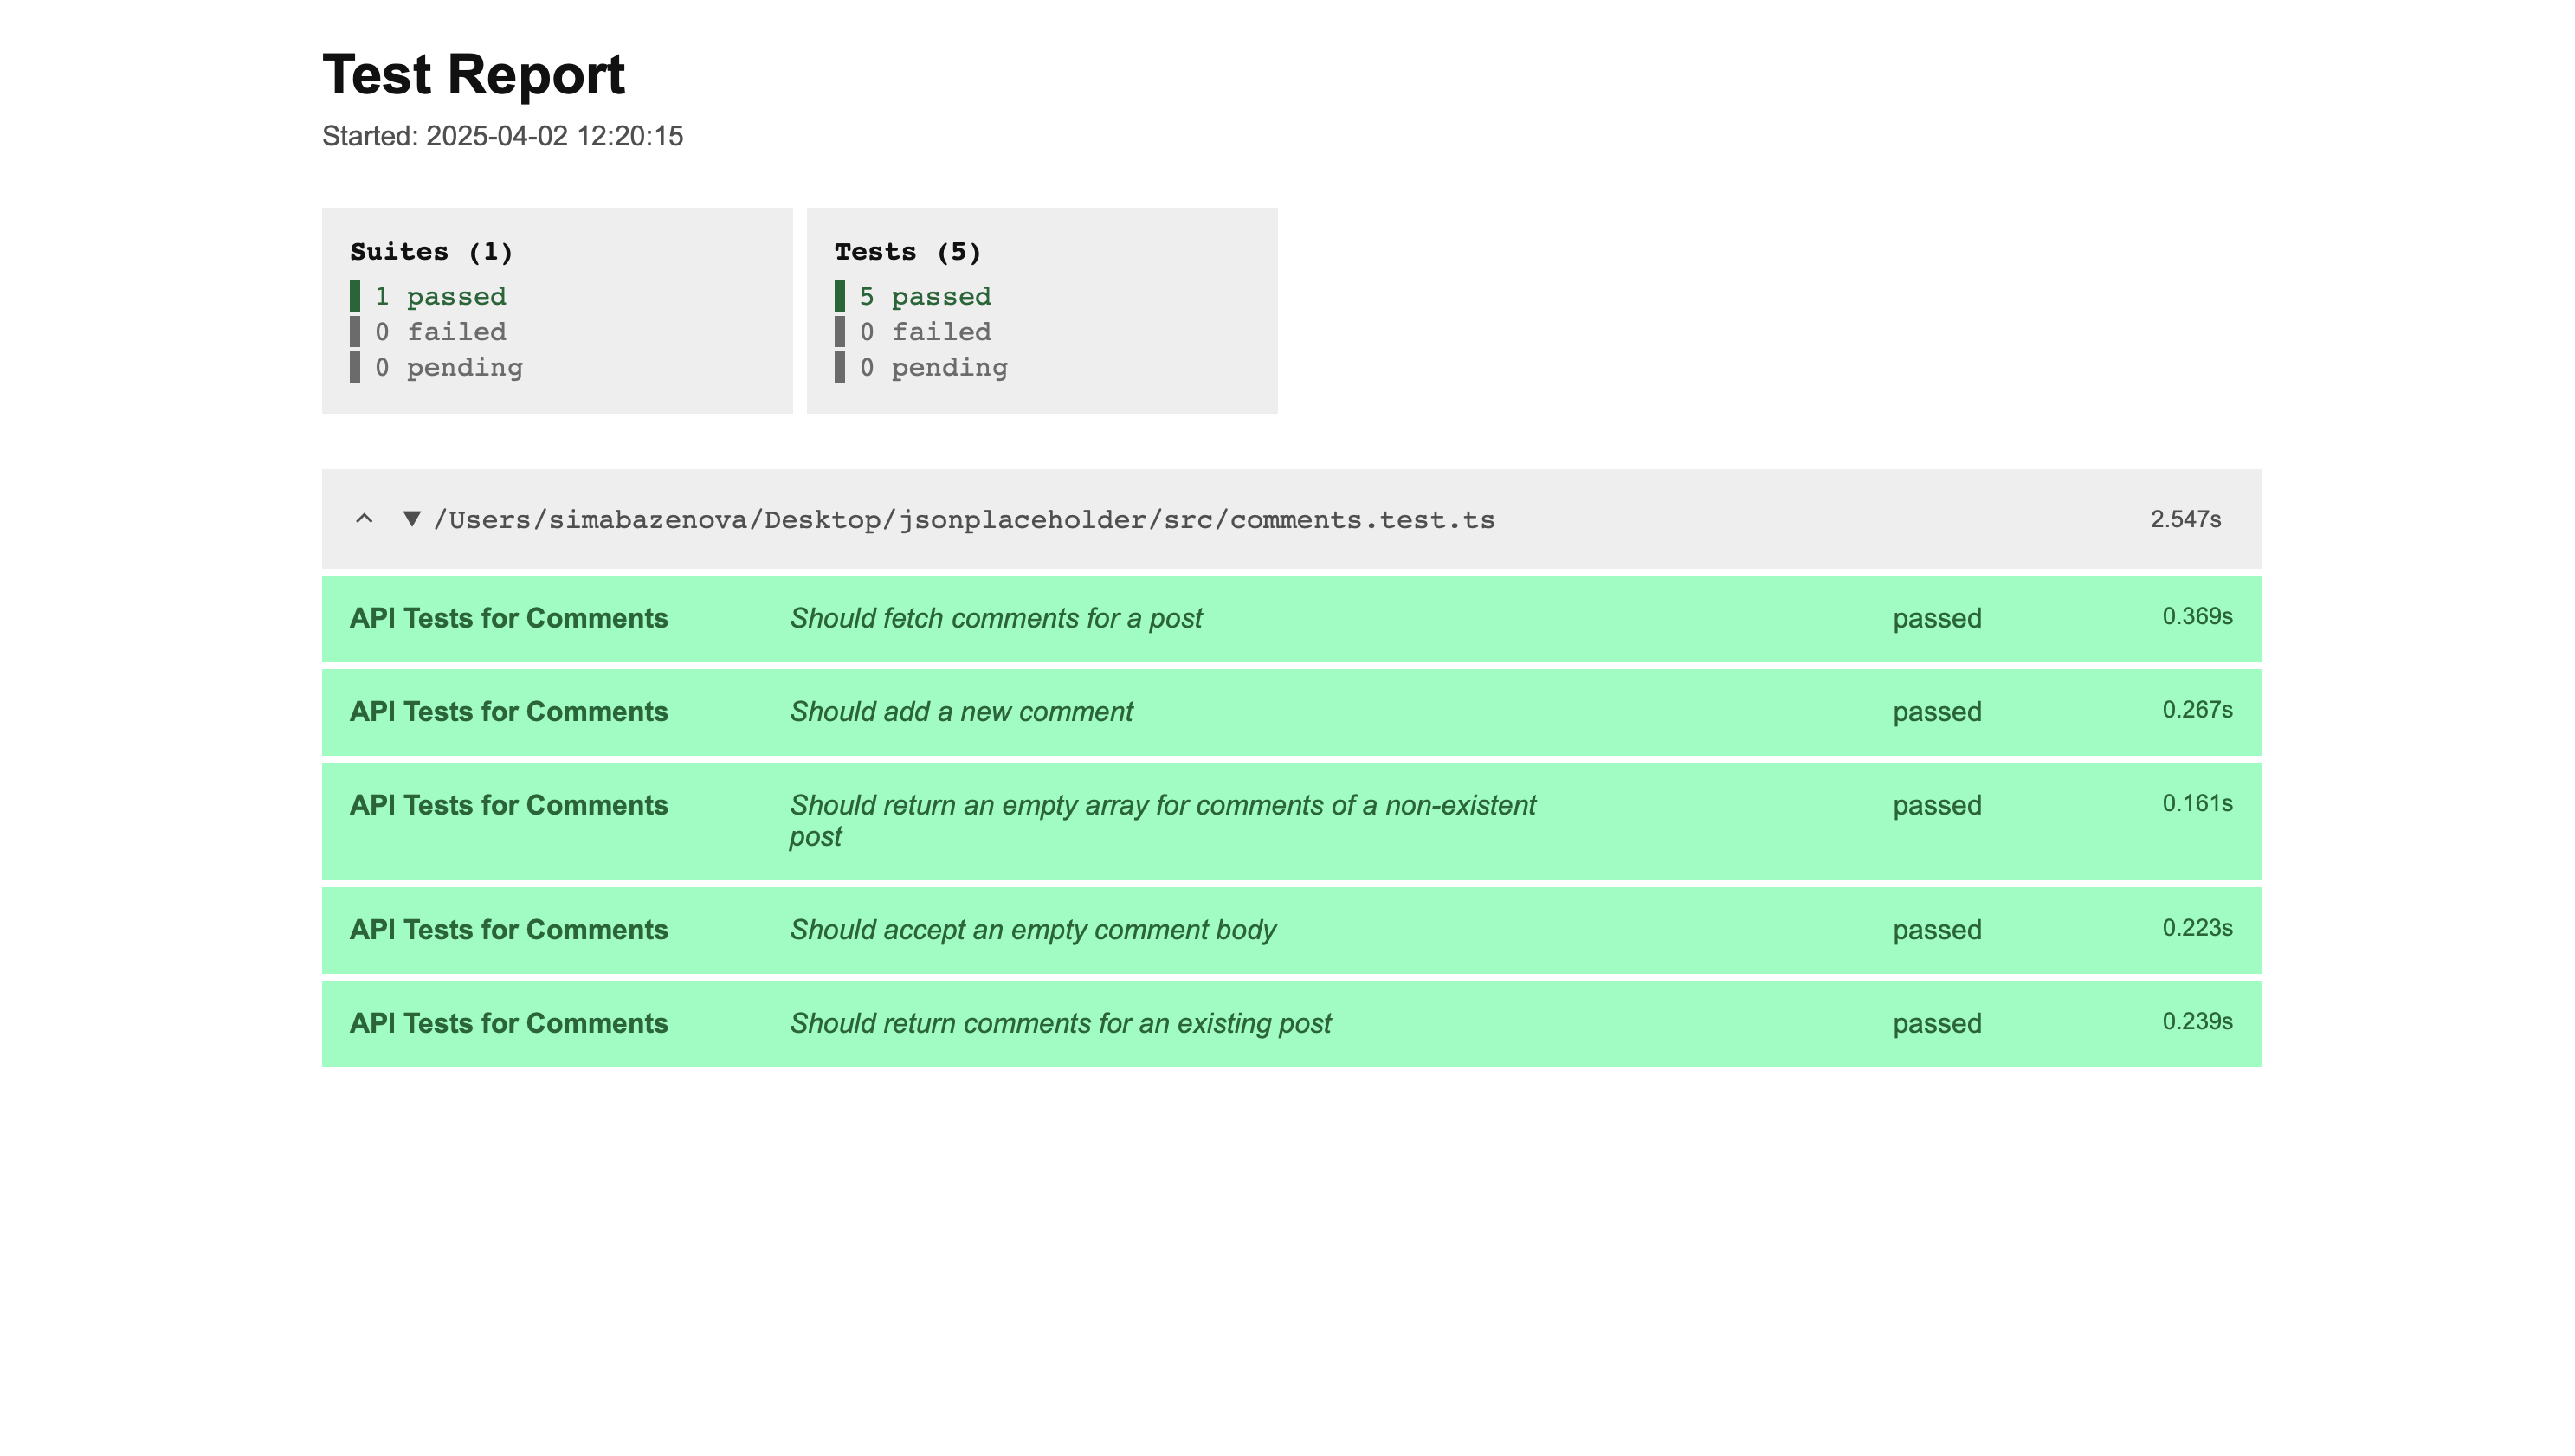 Test Report
Started: 2025-04-02 12:20:15
Suites (1)
1 passed
0 failed
0 pending
Tests (5)
5 passed
0 failed
0 pending
/Users/simabazenova/Desktop/jsonplaceholder/src/comments.test.ts 2.547s
API Tests for Comments Should fetch comments for a post passed 0.369s
API Tests for Comments Should add a new comment passed 0.267s
API Tests for Comments Should return an empty array for comments of a non-existent passed 0.161s
post
API Tests for Comments Should accept an empty comment body passed 0.223s
API Tests for Comments Should return comments for an existing post passed 0.239s